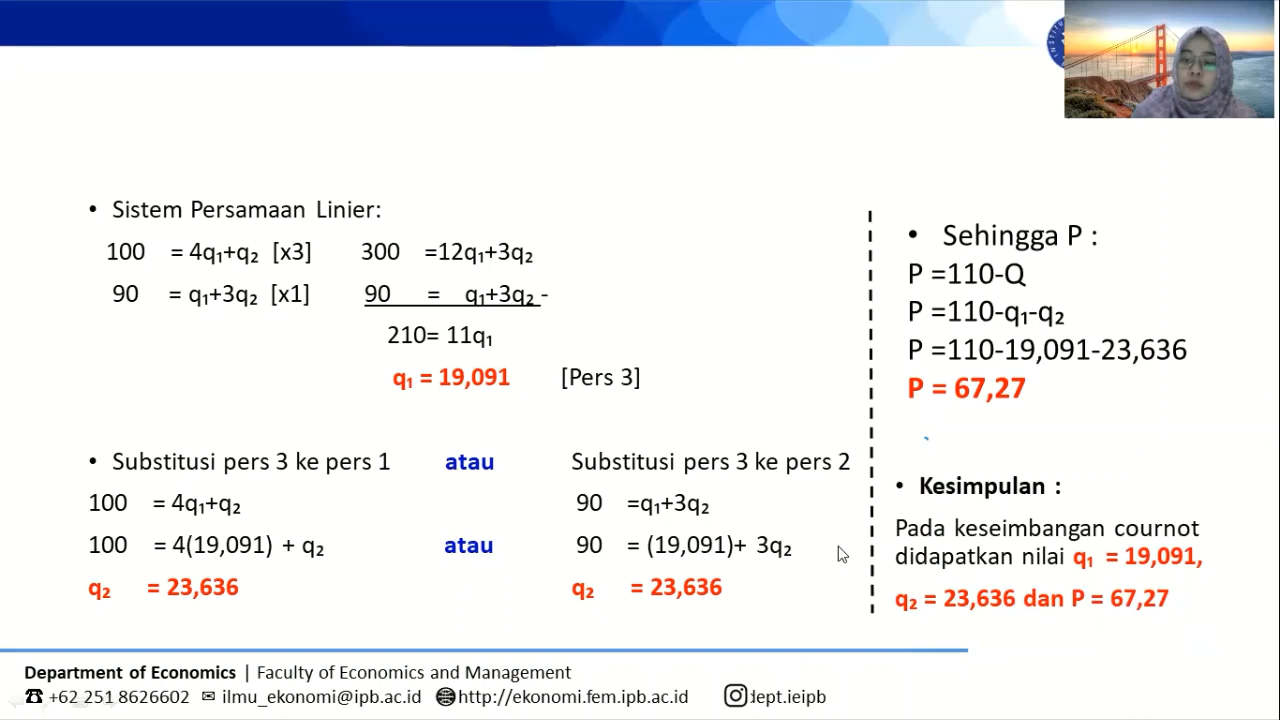 • Sistem Persamaan Linier:
100 = 4q₁+q₂ [x3] 300 =12q₁+3q₂
90 = q₁+3q₂ [x1] 90 = q₁+3q₂ -
210= 11q₁
q₁ = 19,091 [Pers 3]
• Substitusi pers 3 ke pers 1 atau Substitusi pers 3 ke pers 2
100 = 4q₁+q₂ 90 =q₁+3q₂
100 = 4(19,091) + q₂ atau 90 = (19,091)+ 3q₂
q₂ = 23,636 q₂ = 23,636
• Sehingga P :
P =110-Q
P =110-q₁-q₂
P =110-19,091-23,636
P = 67,27
• Kesimpulan :
Pada keseimbangan cournot
didapatkan nilai q₁ = 19,091,
q₂ = 23,636 dan P = 67,27
Department of Economics | Faculty of Economics and Management
+62 251 8626602 ilmu_ekonomi@ipb.ac.id http://ekonomi.fem.ipb.ac.id dept.ieipb